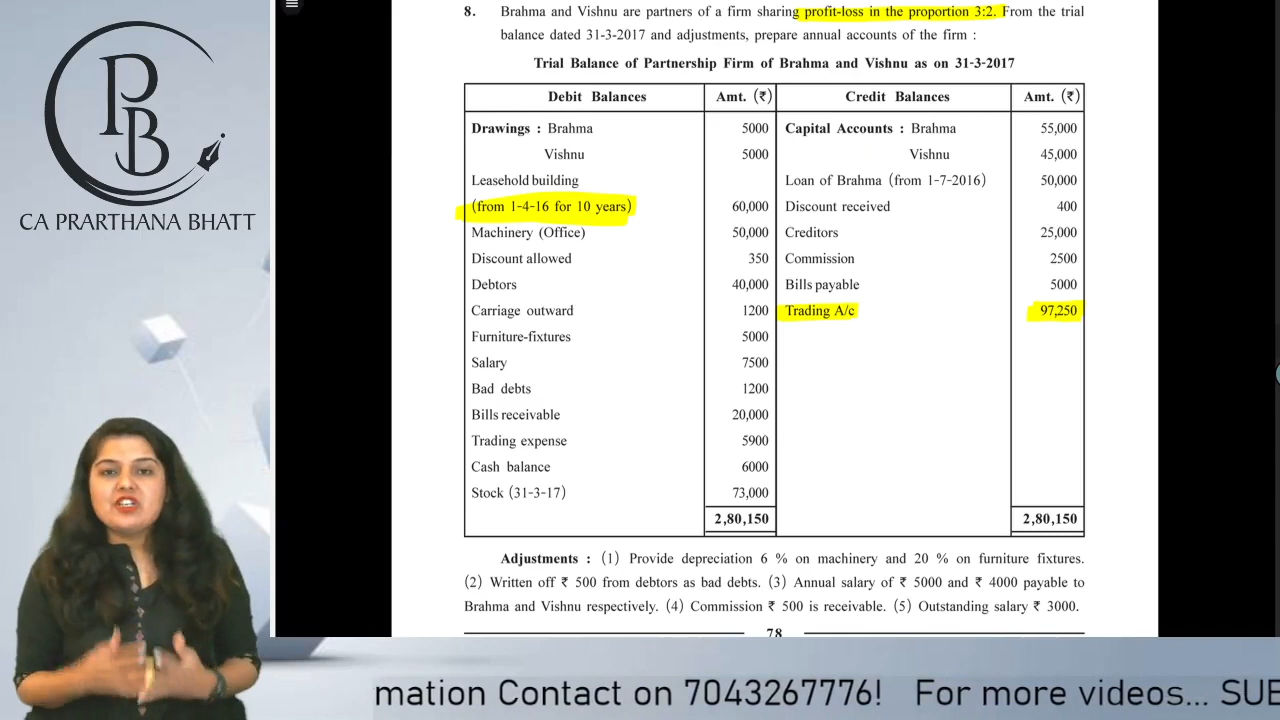 8. Brahma and Vishnu are partners of a firm sharing profit-loss in the proportion 3:2. From the trial
balance dated 31-3-2017 and adjustments, prepare annual accounts of the firm :
Trial Balance of Partnership Firm of Brahma and Vishnu as on 31-3-2017
Debit Balances Amt. (₹) Credit Balances Amt. (₹)
Drawings : Brahma 5000 Capital Accounts : Brahma 55,000
Vishnu 5000 Vishnu 45,000
Leasehold building Loan of Brahma (from 1-7-2016) 50,000
(from 1-4-16 for 10 years) 60,000 Discount received 400
Machinery (Office) 50,000 Creditors 25,000
Discount allowed 350 Commission 2500
Debtors 40,000 Bills payable 5000
Carriage outward 1200 Trading A/c 97,250
Furniture-fixtures 5000
Salary 7500
Bad debts 1200
Bills receivable 20,000
Trading expense 5900
Cash balance 6000
Stock (31-3-17) 73,000
2,80,150 2,80,150
Adjustments : (1) Provide depreciation 6 % on machinery and 20 % on furniture fixtures.
(2) Written off ₹ 500 from debtors as bad debts. (3) Annual salary of ₹ 5000 and ₹ 4000 payable to
Brahma and Vishnu respectively. (4) Commission ₹ 500 is receivable. (5) Outstanding salary ₹ 3000.
78
PB
CA PRARTHANA BHATT
mation Contact on 7043267776! For more videos... SUB